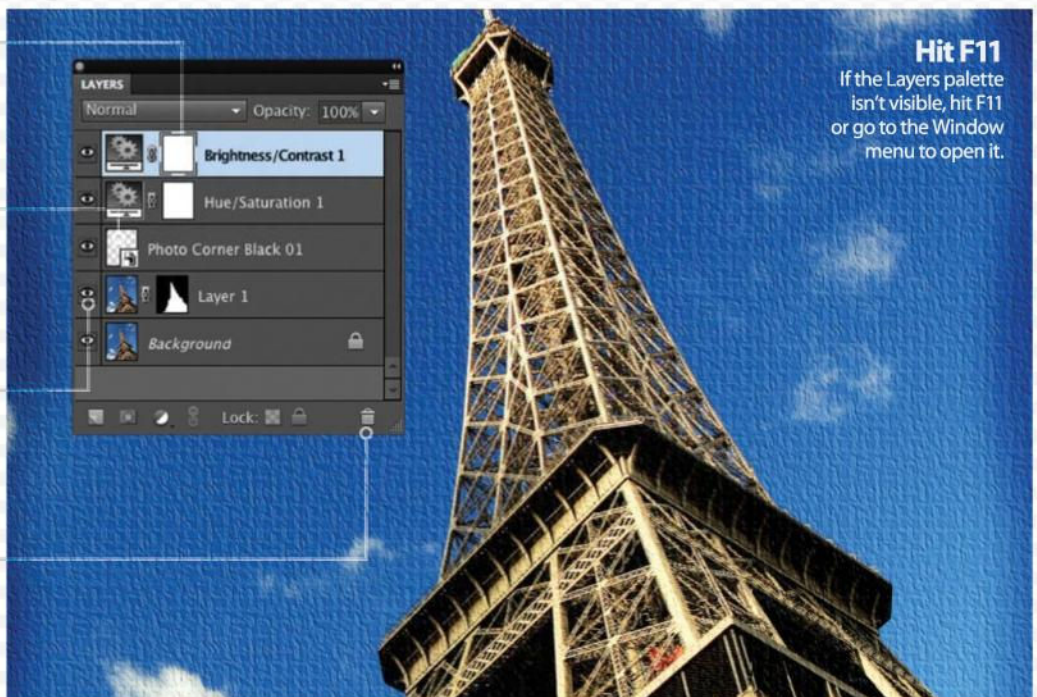 LAYERS
Normal Opacity: 100%
Brightness/Contrast 1
Hue/Saturation 1
Photo Corner Black 01
Layer 1
Background
Lock:
Hit F11
If the Layers palette
isn't visible, hit F11
or go to the Window
menu to open it.